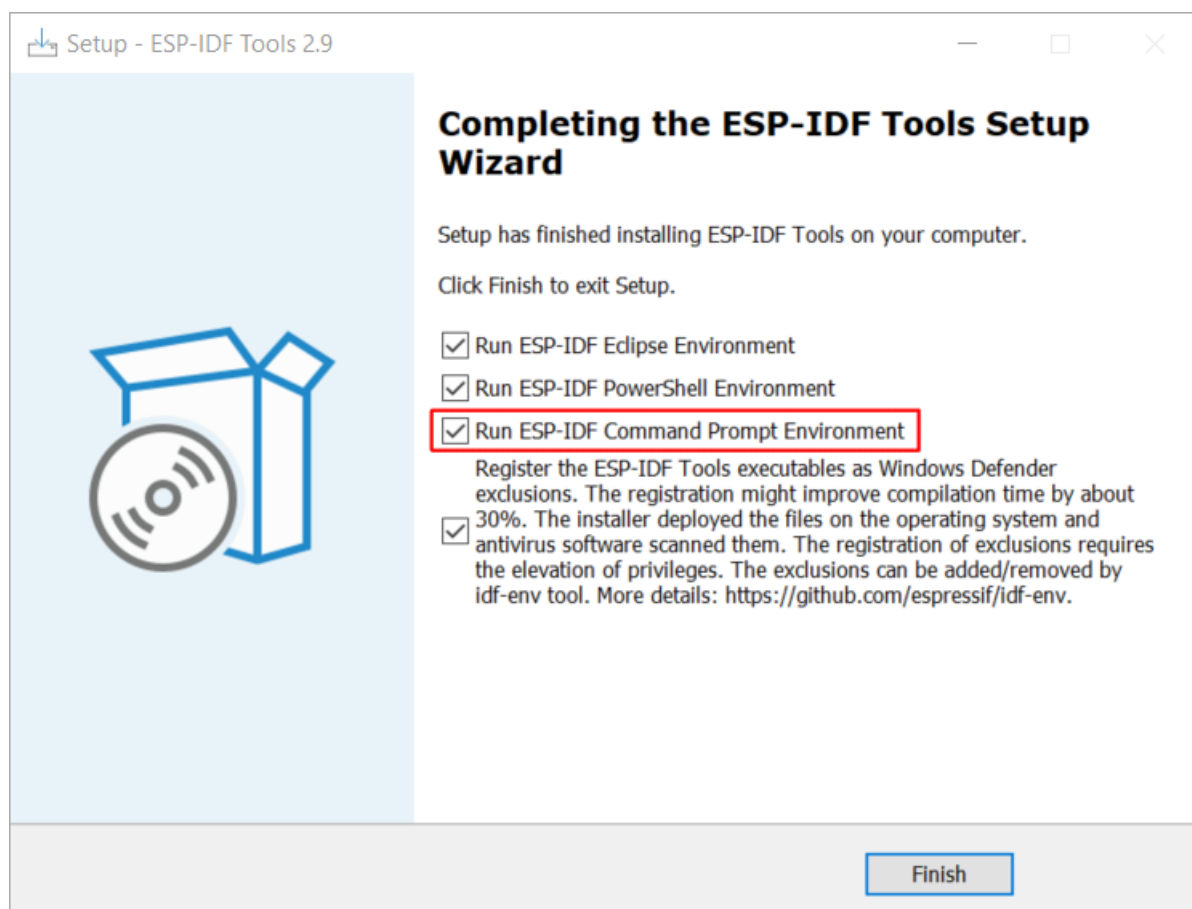 Setup - ESP-IDF Tools 2.9
Completing the ESP-IDF Tools Setup
Wizard
Setup has finished installing ESP-IDF Tools on your computer.
Click Finish to exit Setup.
Run ESP-IDF Eclipse Environment
Run ESP-IDF PowerShell Environment
Run ESP-IDF Command Prompt Environment
Register the ESP-IDF Tools executables as Windows Defender
exclusions. The registration might improve compilation time by about
30%. The installer deployed the files on the operating system and
antivirus software scanned them. The registration of exclusions requires
the elevation of privileges. The exclusions can be added/removed by
idf-env tool. More details: https://github.com/espressif/idf-env.
Finish